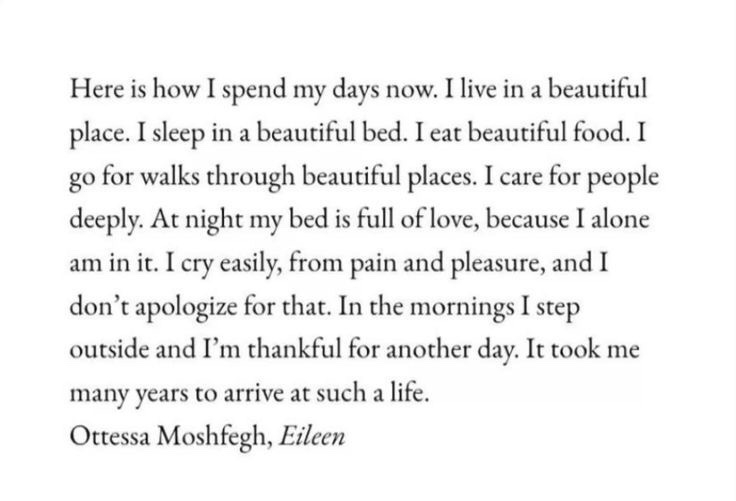 Here is how I spend my days now. I live in a beautiful
place. I sleep in a beautiful bed. I eat beautiful food. I
go for walks through beautiful places. I care for people
deeply. At night my bed is full of love, because I alone
am in it. I cry easily, from pain and pleasure, and I
don’t apologize for that. In the mornings I step
outside and I’m thankful for another day. It took me
many years to arrive at such a life.
Ottessa Moshfegh, Eileen